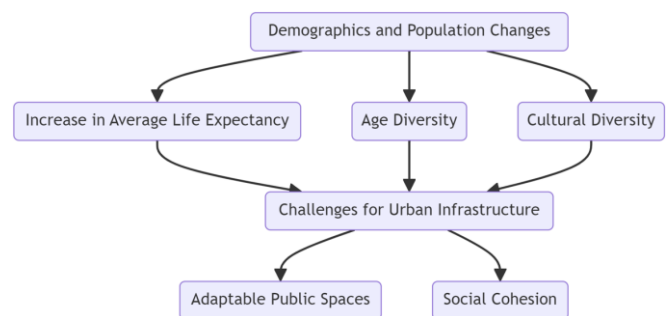 Demographics and Population Changes
Increase in Average Life Expectancy
Age Diversity
Cultural Diversity
Challenges for Urban Infrastructure
Adaptable Public Spaces
Social Cohesion